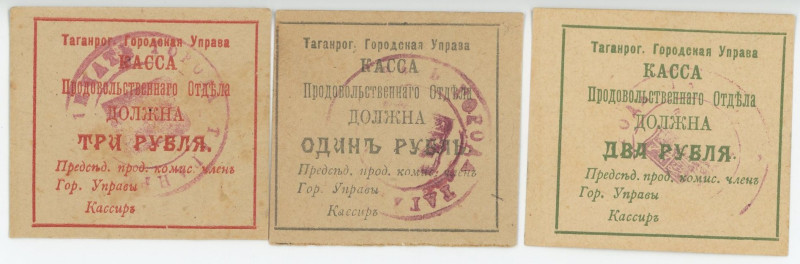 Таганрог. Городская Управа
КАССА
Продовольственнаго Отдѣла
ДОЛЖНА
ТРИ РУБЛЯ.
Предсѣд. прод. комис. членъ
Гор. Управы
Кассиръ
Таганрог. Городская Управа
КАССА
Продовольственнаго Отдѣла
ДОЛЖНА
ОДИНЪ РУБЛЬ.
Предсѣд. прод. комис. членъ
Гор. Управы
Кассиръ
Таганрог. Городская Управа
КАССА
Продовольственнаго Отдѣла
ДОЛЖНА
ДВА РУБЛЯ.
Предсѣд. прод. комис. членъ
Гор. Управы
Кассиръ